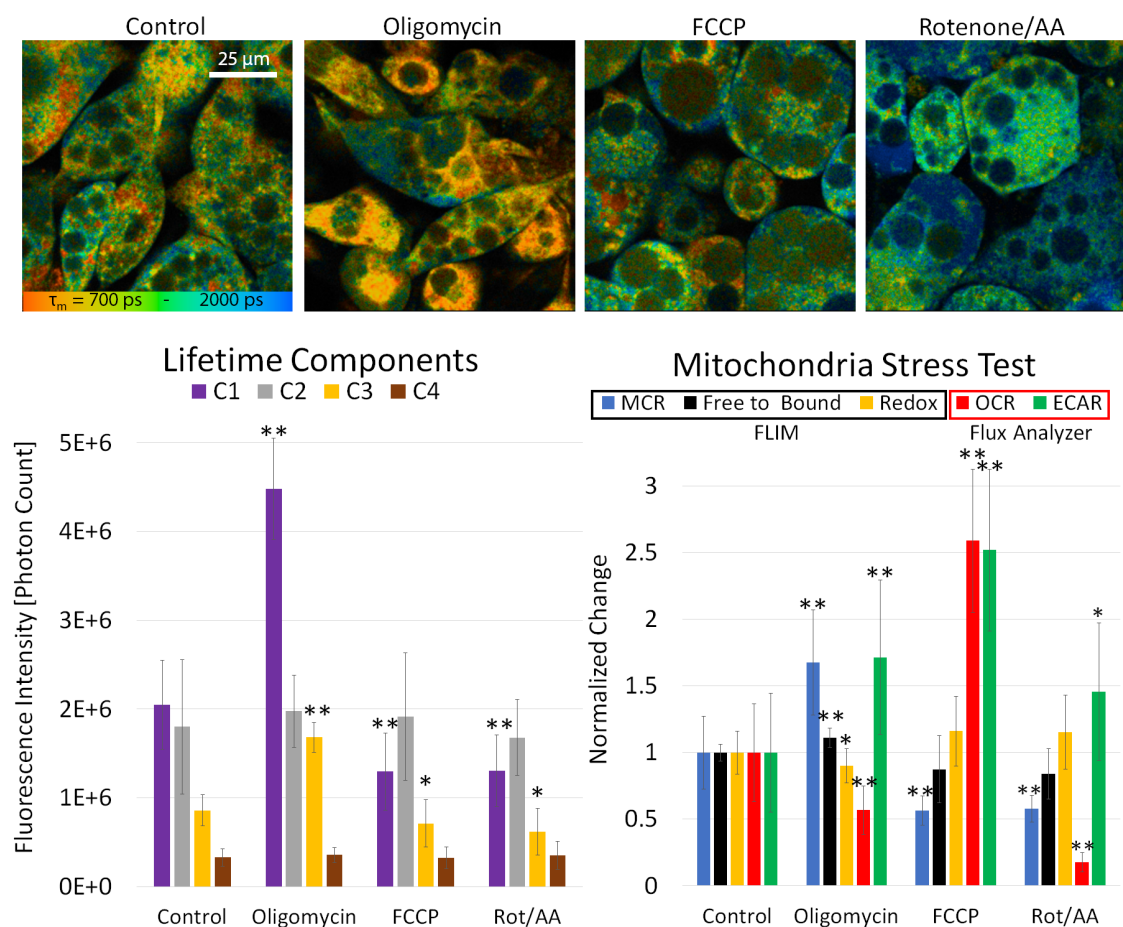 Control Oligomycin FCCP Rotenone/AA
25 µm
τm = 700 ps - 2000 ps
Lifetime Components
C1 C2 C3 C4
Fluorescence Intensity [Photon Count]
5E+6
4E+6
3E+6
2E+6
1E+6
0E+0
**
**
**
*
**
*
Control Oligomycin FCCP Rot/AA
Mitochondria Stress Test
MCR Free to Bound Redox OCR ECAR
FLIM Flux Analyzer
Normalized Change
3
2.5
2
1.5
1
0.5
0
**
**
*
**
**
**
**
**
**
**
*
Control Oligomycin FCCP Rot/AA